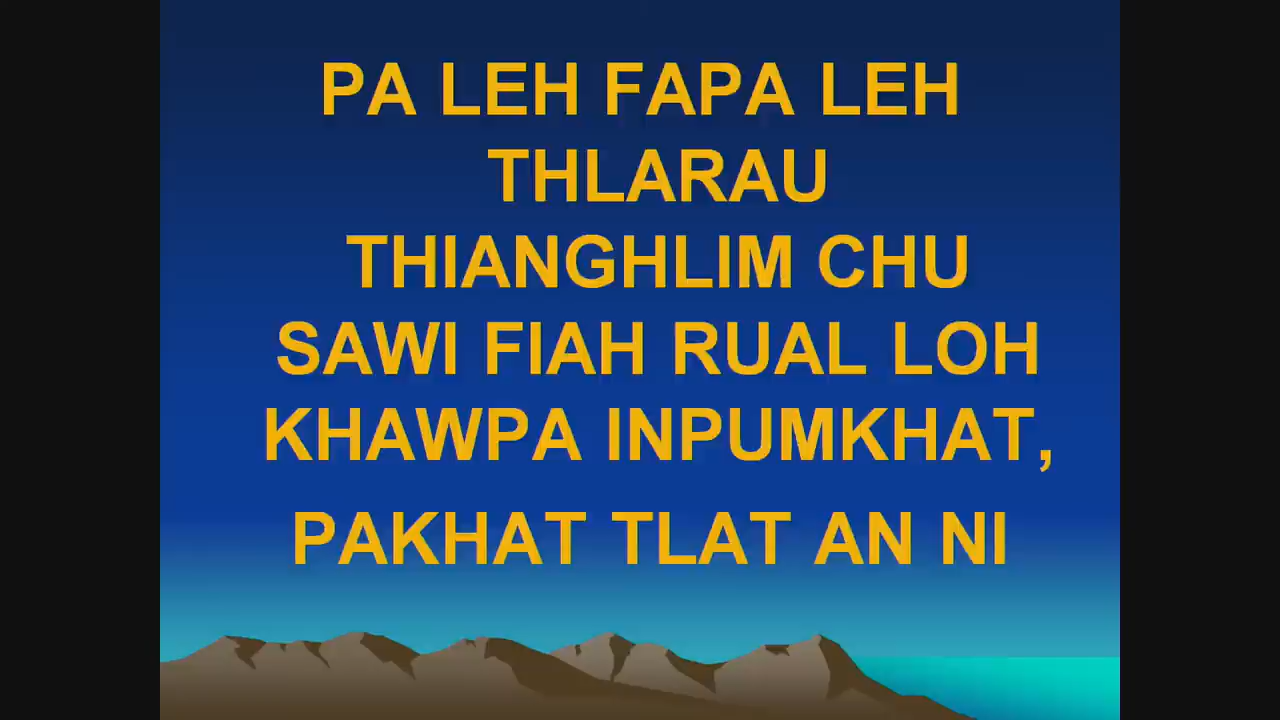 PA LEH FAPA LEH
THLARAU
THIANGHLIM CHU
SAWI FIAH RUAL LOH
KHAWPA INPUMKHAT,
PAKHAT TLAT AN NI